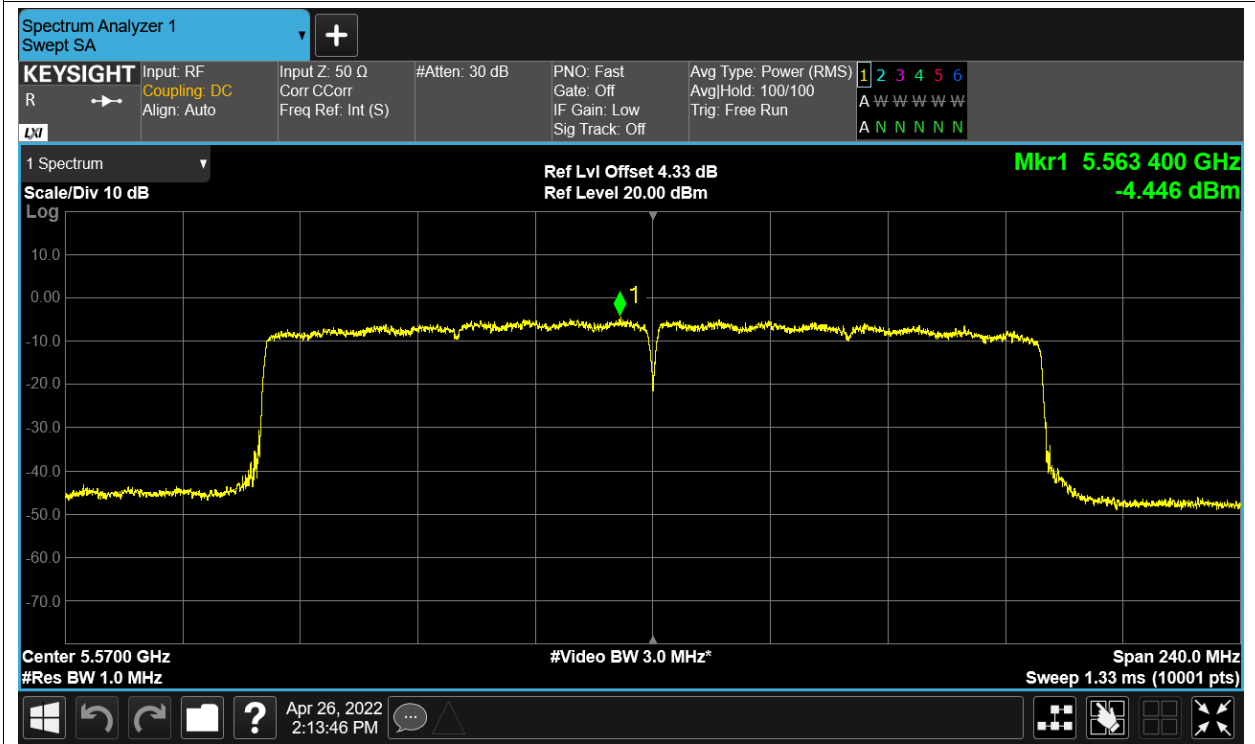 Spectrum Analyzer 1
Swept SA
KEYSIGHT
R
LXI
Input: RF
Coupling: DC
Align: Auto
Input Z: 50 Ω
Corr CCorr
Freq Ref: Int (S)
#Atten: 30 dB
PNO: Fast
Gate: Off
IF Gain: Low
Sig Track: Off
Avg Type: Power (RMS)
Avg|Hold: 100/100
Trig: Free Run
1 2 3 4 5 6
A W W W W W
A N N N N N
1 Spectrum
Scale/Div 10 dB
Log
Ref Lvl Offset 4.33 dB
Ref Level 20.00 dBm
Mkr1 5.563 400 GHz
-4.446 dBm
1
10.0
0.00
-10.0
-20.0
-30.0
-40.0
-50.0
-60.0
-70.0
Center 5.5700 GHz
#Res BW 1.0 MHz
#Video BW 3.0 MHz*
Span 240.0 MHz
Sweep 1.33 ms (10001 pts)
?
Apr 26, 2022
2:13:46 PM